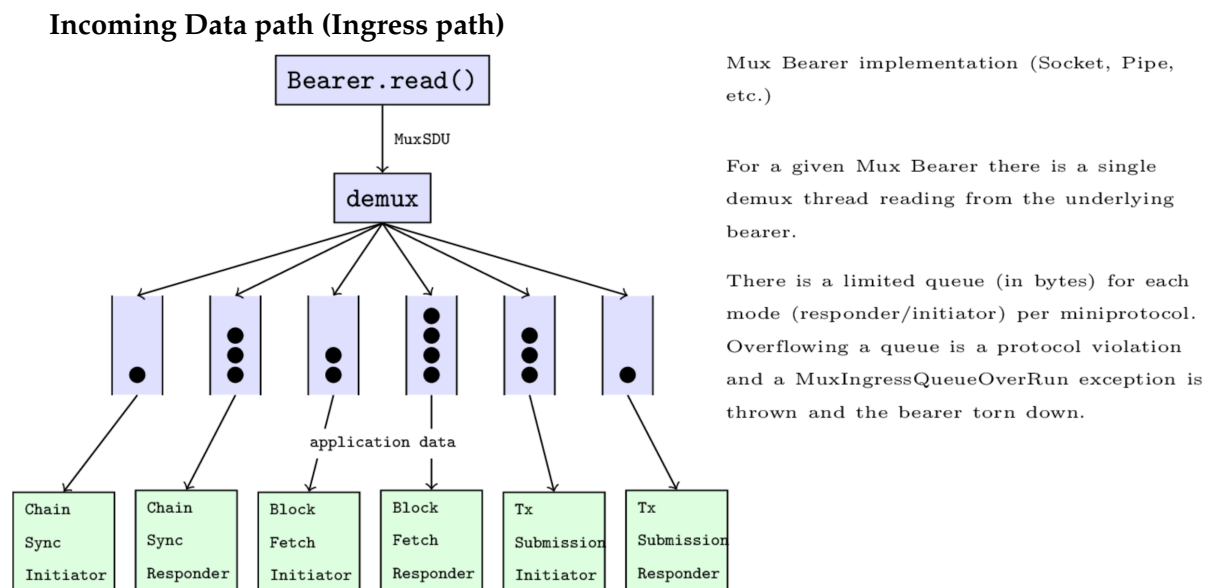 Incoming Data path (Ingress path)
Bearer.read()
MuxSDU
demux
application data
Chain
Sync
Initiator
Chain
Sync
Responder
Block
Fetch
Initiator
Block
Fetch
Responder
Tx
Submission
Initiator
Tx
Submission
Responder
Mux Bearer implementation (Socket, Pipe,
etc.)
For a given Mux Bearer there is a single
demux thread reading from the underlying
bearer.
There is a limited queue (in bytes) for each
mode (responder/initiator) per miniprotocol.
Overflowing a queue is a protocol violation
and a MuxIngressQueueOverRun exception is
thrown and the bearer torn down.